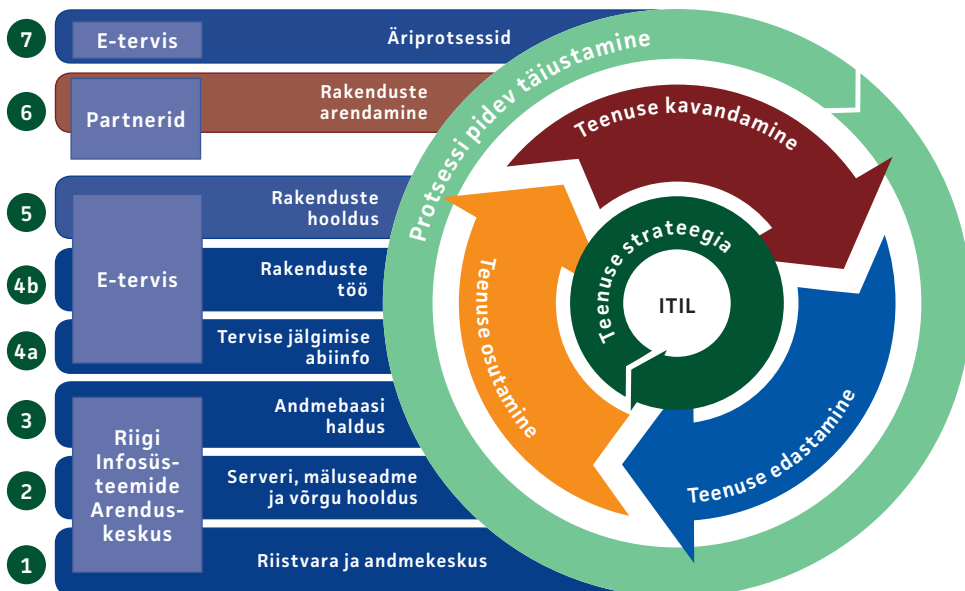 7
E-tervis
Äriprotsessid
6
Partnerid
Rakenduste
arendamine
5
Rakenduste
hooldus
4b
E-tervis
Rakenduste
töö
4a
Tervise jälgimise
abiinfo
3
Andmebaasi
haldus
Riigi
Infosüs-
teemide
Arendus-
keskus
2
Serveri, mäluseadme
ja võrgu hooldus
1
Riistvara ja andmekeskus
Protsessi pidev täiustamine
Teenuse kavandamine
Teenuse strateegia
ITIL
Teenuse osutamine
Teenuse edastamine